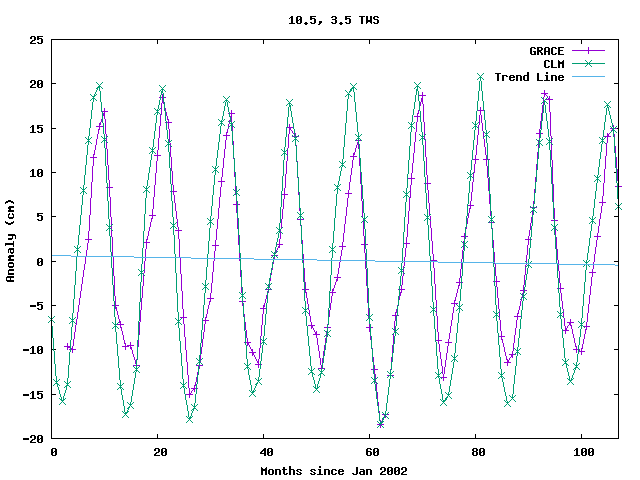 10.5, 3.5 TWS
GRACE
CLM
Trend Line
Anomaly (cm)
25
20
15
10
5
0
-5
-10
-15
-20
0 20 40 60 80 100
Months since Jan 2002